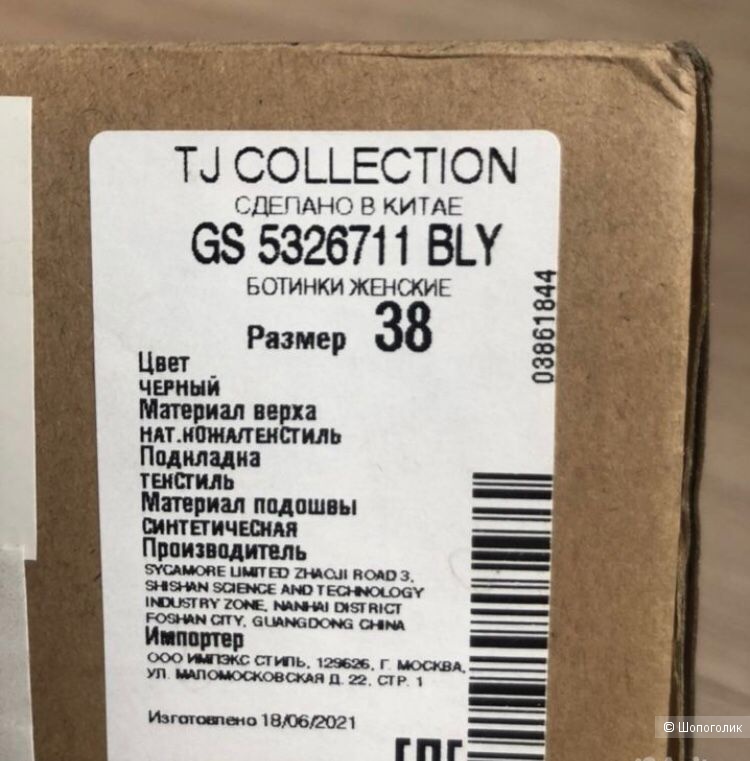 TJ COLLECTION
СДЕЛАНО В КИТАЕ
GS 5326711 BLY
БОТИНКИ ЖЕНСКИЕ
Размер 38
03861844
Цвет
ЧЕРНЫЙ
Материал верха
НАТ.КОЖА/ТЕКСТИЛЬ
Подкладка
ТЕКСТИЛЬ
Материал подошвы
СИНТЕТИЧЕСКАЯ
Производитель
SYCAMORE LIMITED ZHAOJI ROAD 3,
SHISHAN SCIENCE AND TECHNOLOGY
INDUSTRY ZONE, NANHAI DISTRICT
FOSHAN CITY, GUANGDONG CHINA
Импортер
ООО ИМПЭКС СТИЛЬ, 129626, Г. МОСКВА,
УЛ. МАЛОМОСКОВСКАЯ Д. 22, СТР. 1
Изготовлено 18/06/2021
© Шопоголик